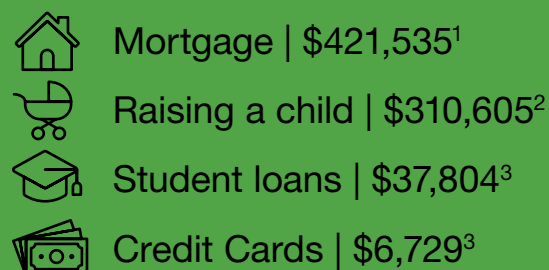 Mortgage | $421,535¹
Raising a child | $310,605²
Student loans | $37,804³
Credit Cards | $6,729³